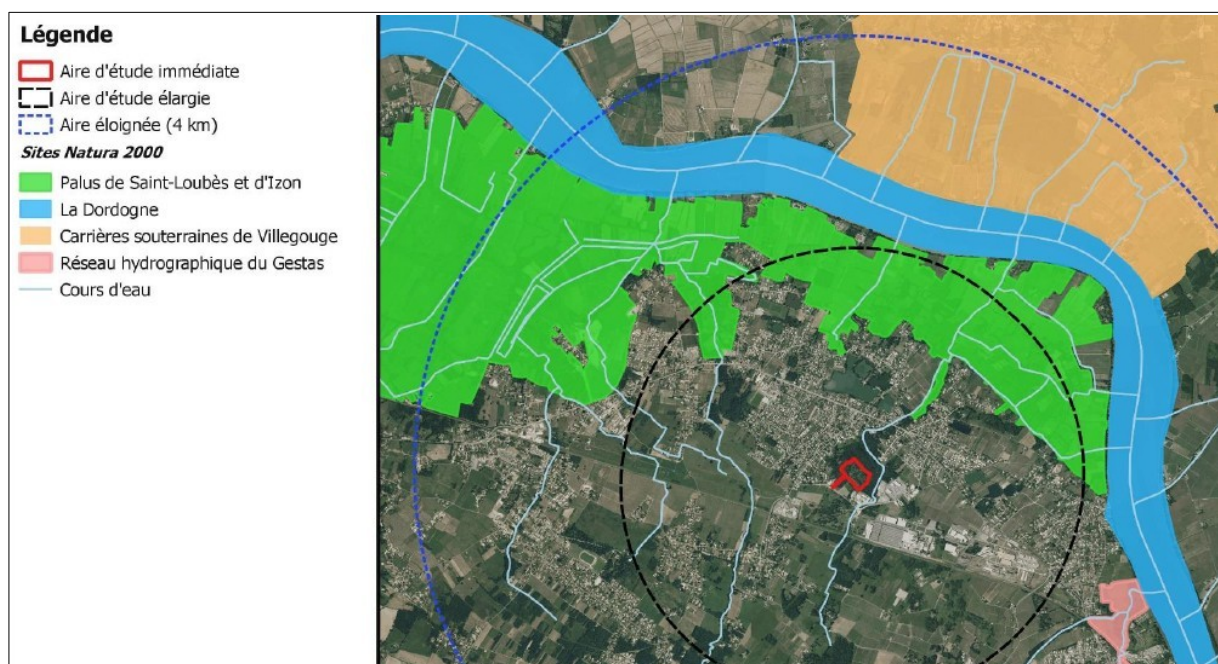 Légende
Aire d'étude immédiate
Aire d'étude élargie
Aire éloignée (4 km)
Sites Natura 2000
Palus de Saint-Loubès et d'Izon
La Dordogne
Carrières souterraines de Villegouge
Réseau hydrographique du Gestas
Cours d'eau